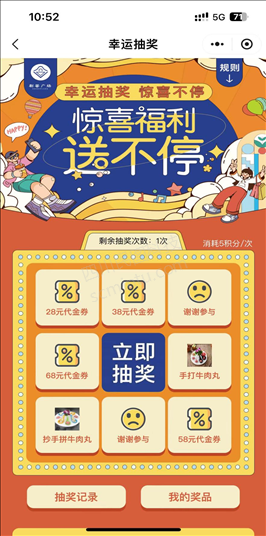 10:52
5G
71
幸运抽奖
规则
幸运抽奖 惊喜不停
惊喜福利
送不停
HAPPY!
剩余抽奖次数：1次
消耗5积分/次
28元代金券
38元代金券
谢谢参与
68元代金券
立即
抽奖
手打牛肉丸
抄手拼牛肉丸
谢谢参与
58元代金券
抽奖记录
我的奖品